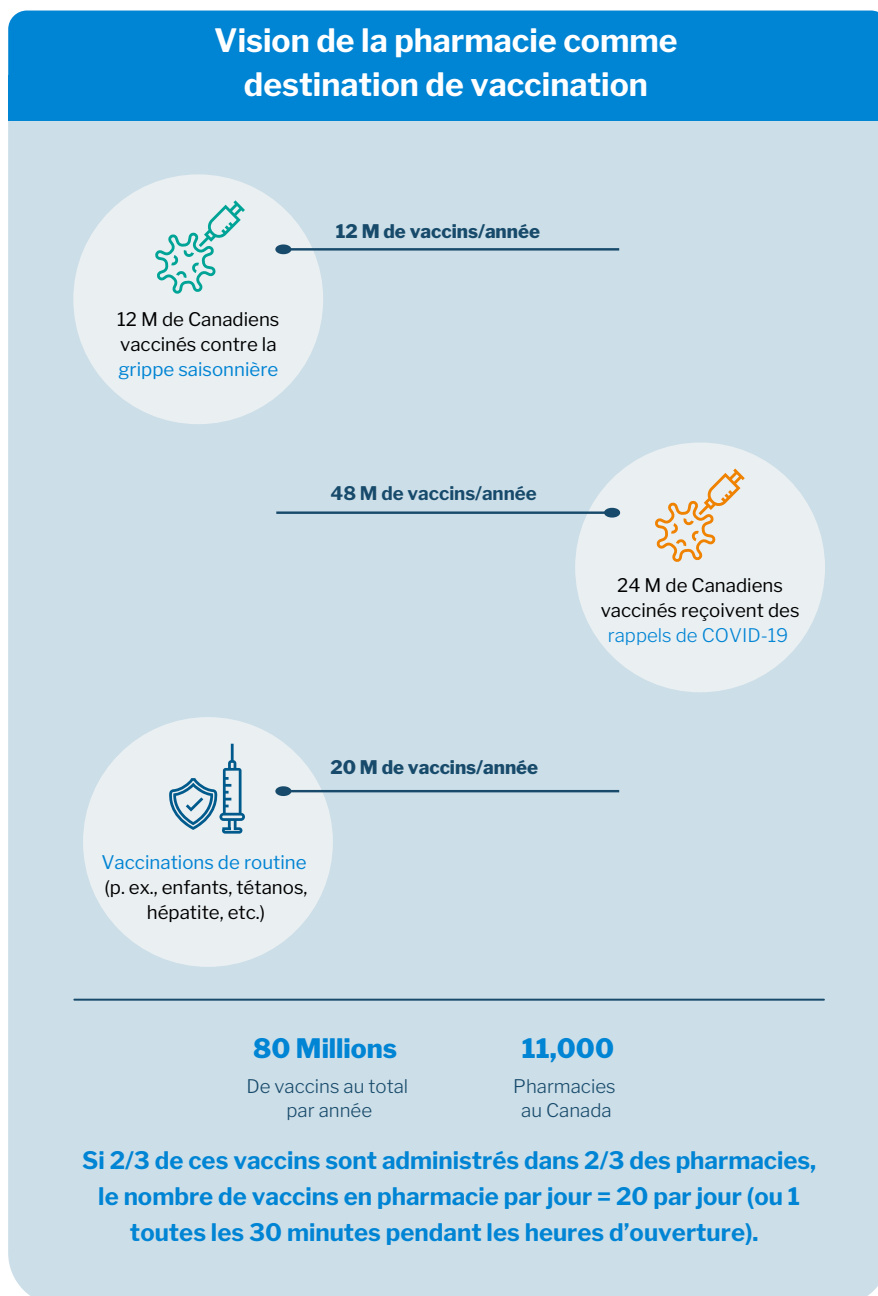 Vision de la pharmacie comme
destination de vaccination
12 M de vaccins/année
12 M de Canadiens
vaccinés contre la
grippe saisonnière
48 M de vaccins/année
24 M de Canadiens
vaccinés reçoivent des
rappels de COVID-19
20 M de vaccins/année
Vaccinations de routine
(p. ex., enfants, tétanos,
hépatite, etc.)
80 Millions
De vaccins au total
par année
11,000
Pharmacies
au Canada
Si 2/3 de ces vaccins sont administrés dans 2/3 des pharmacies,
le nombre de vaccins en pharmacie par jour = 20 par jour (ou 1
toutes les 30 minutes pendant les heures d’ouverture).